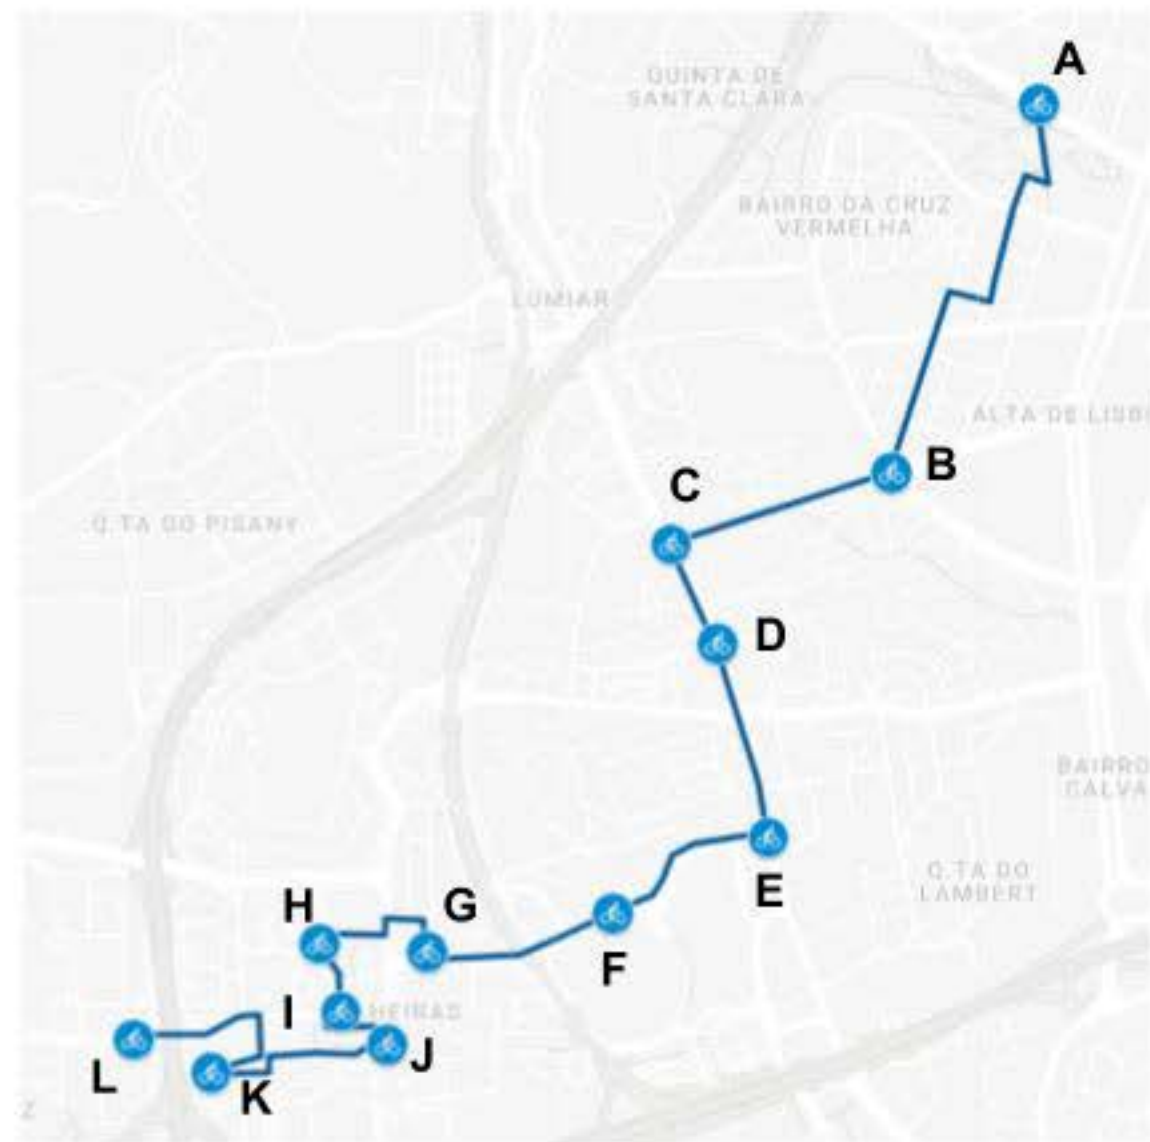 A
QUINTA DE
SANTA CLARA
BAIRRO DA CRUZ
VERMELHA
LUMIAR
ALTA DE LISB
B
C
Q.TA DO PISANY
D
BAIRRO
CALVA
E
Q.TA DO
LAMBERT
H
G
F
I
HEIRAS
J
L
K
Z